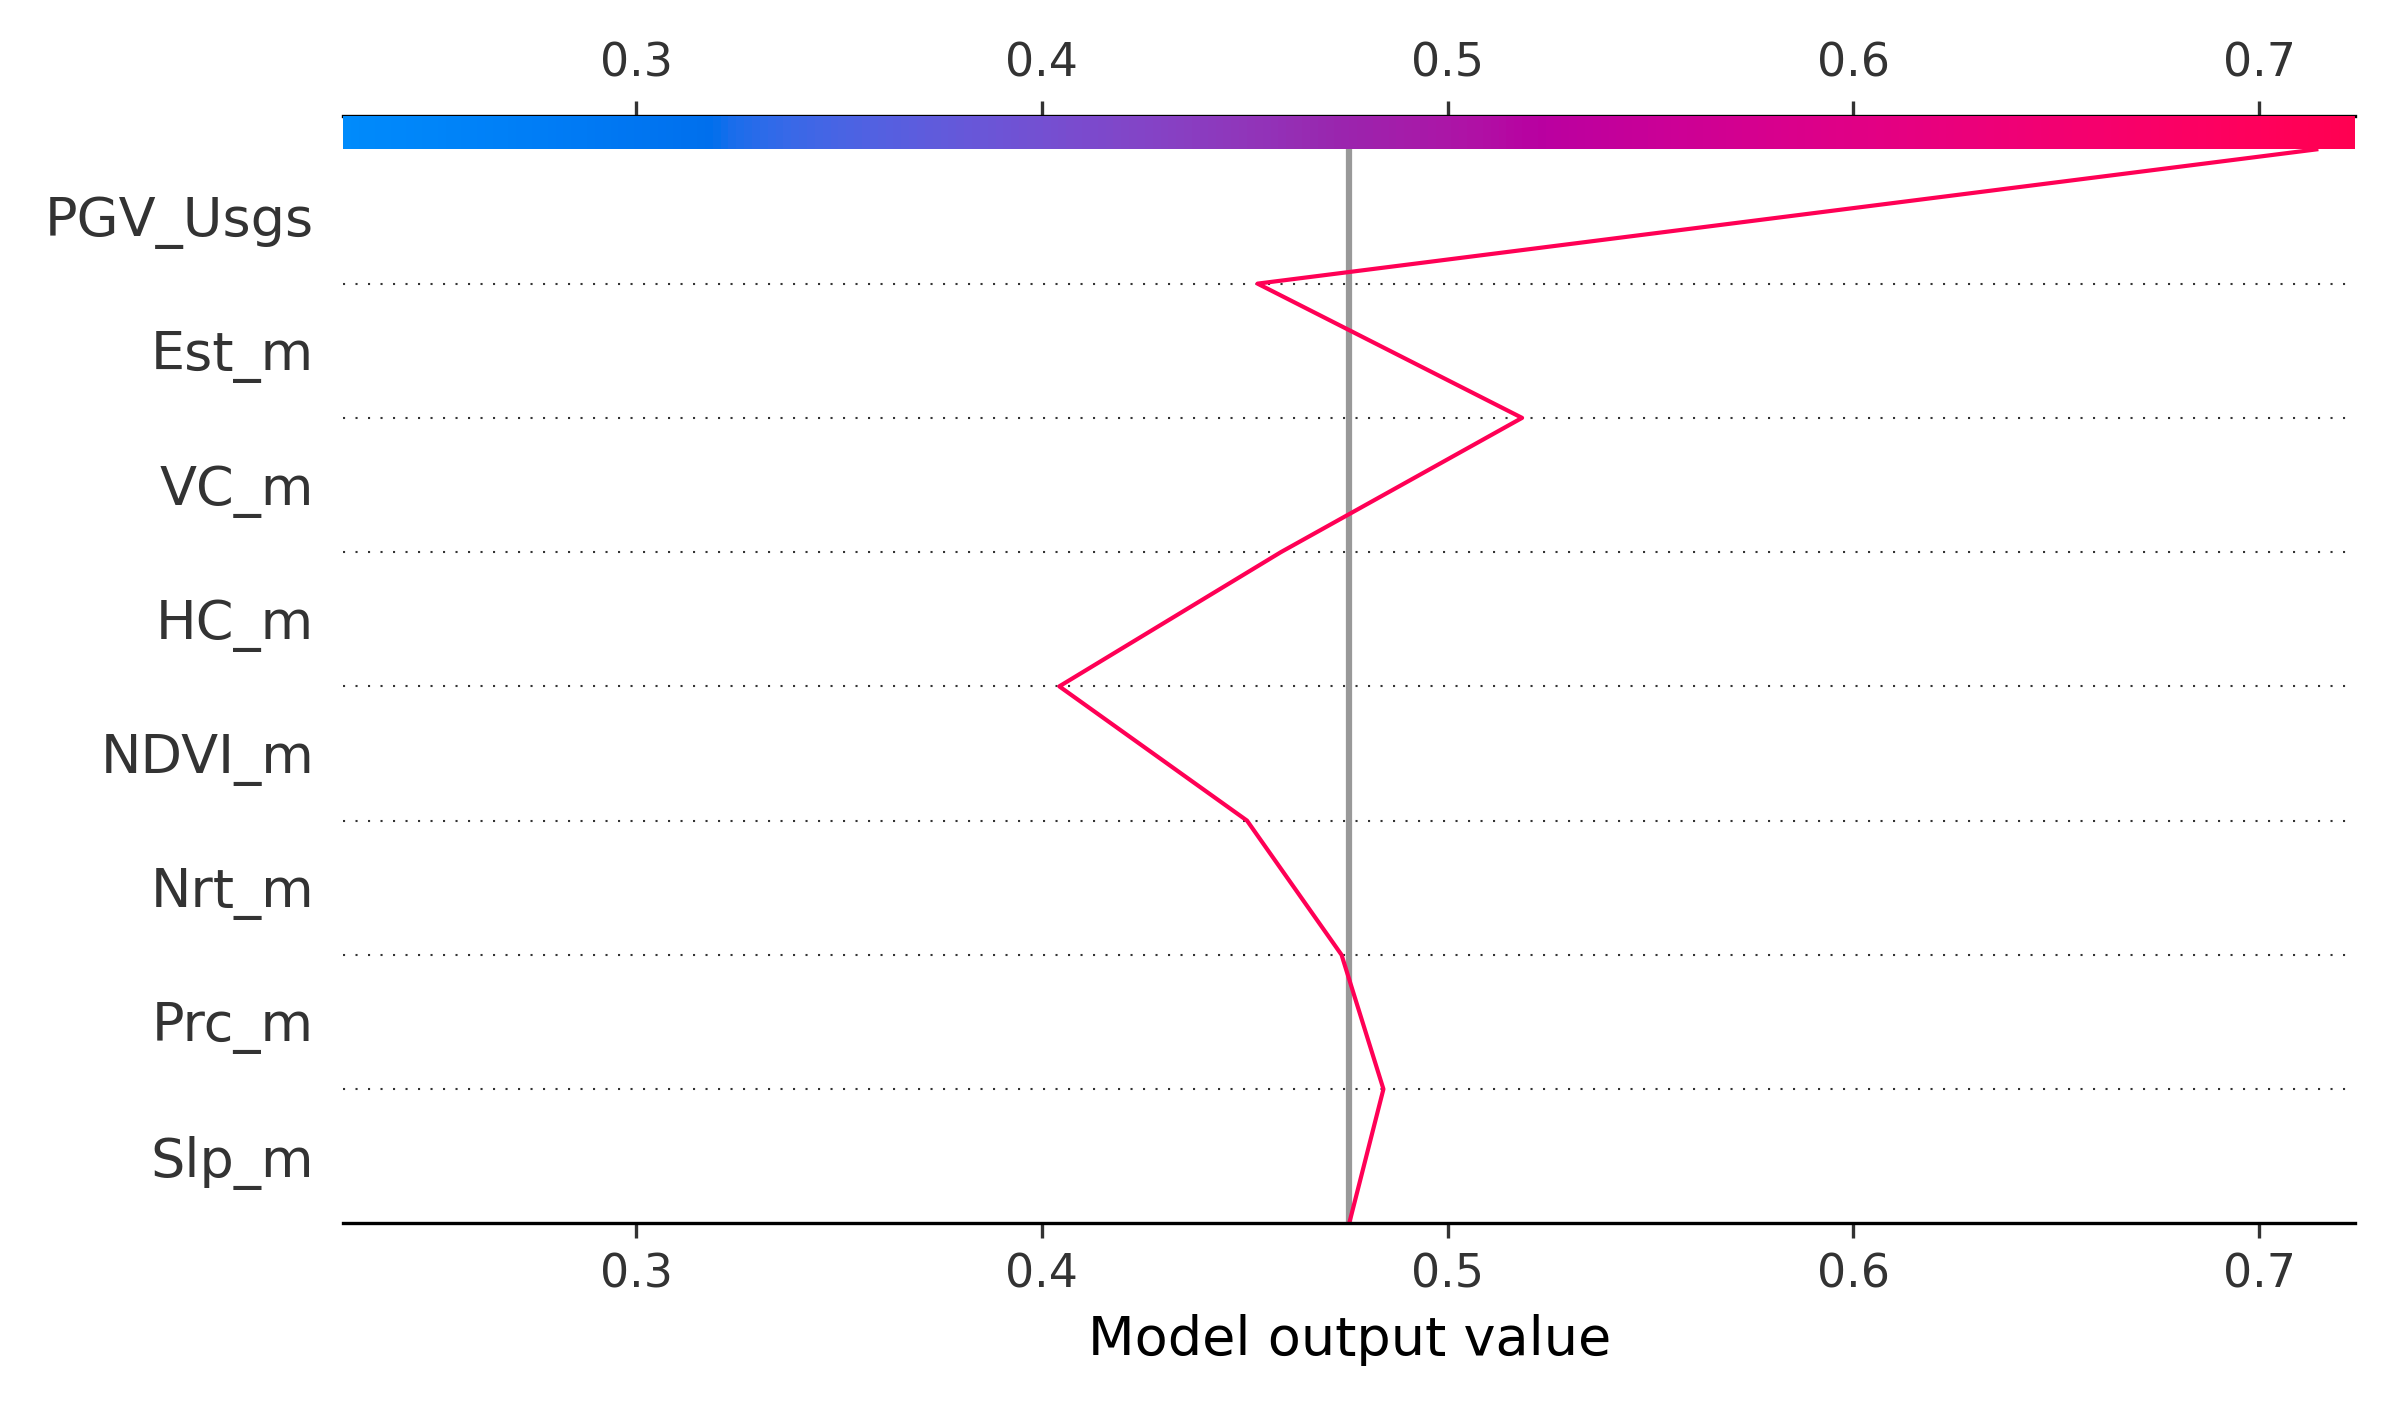 0.3 0.4 0.5 0.6 0.7
PGV_Usgs
Est_m
VC_m
HC_m
NDVI_m
Nrt_m
Prc_m
Slp_m
0.3 0.4 0.5 0.6 0.7
Model output value